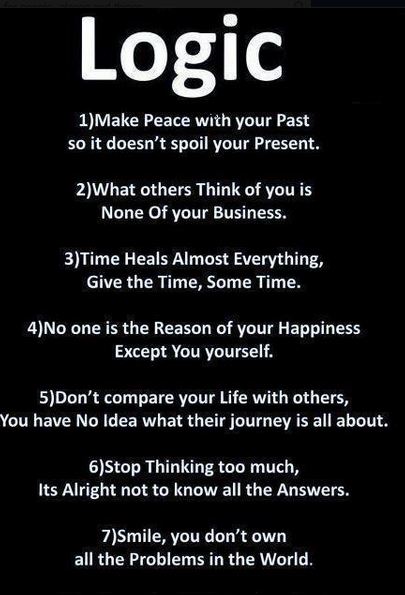 Logic
1)Make Peace with your Past
so it doesn't spoil your Present.
2)What others Think of you is
None Of your Business.
3)Time Heals Almost Everything,
Give the Time, Some Time.
4)No one is the Reason of your Happiness
Except You yourself.
5)Don't compare your Life with others,
You have No Idea what their journey is all about.
6)Stop Thinking too much,
Its Alright not to know all the Answers.
7)Smile, you don't own
all the Problems in the World.